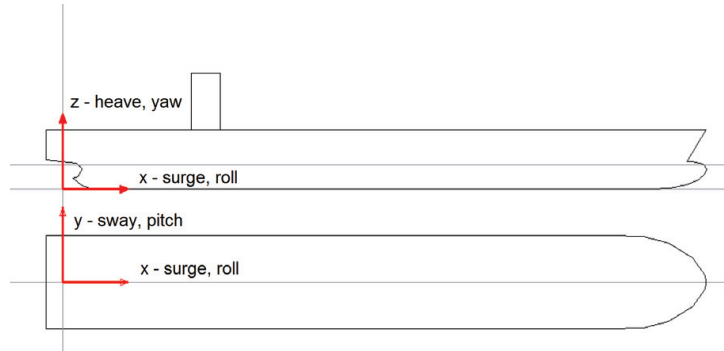 z - heave, yaw
x - surge, roll
y - sway, pitch
x - surge, roll